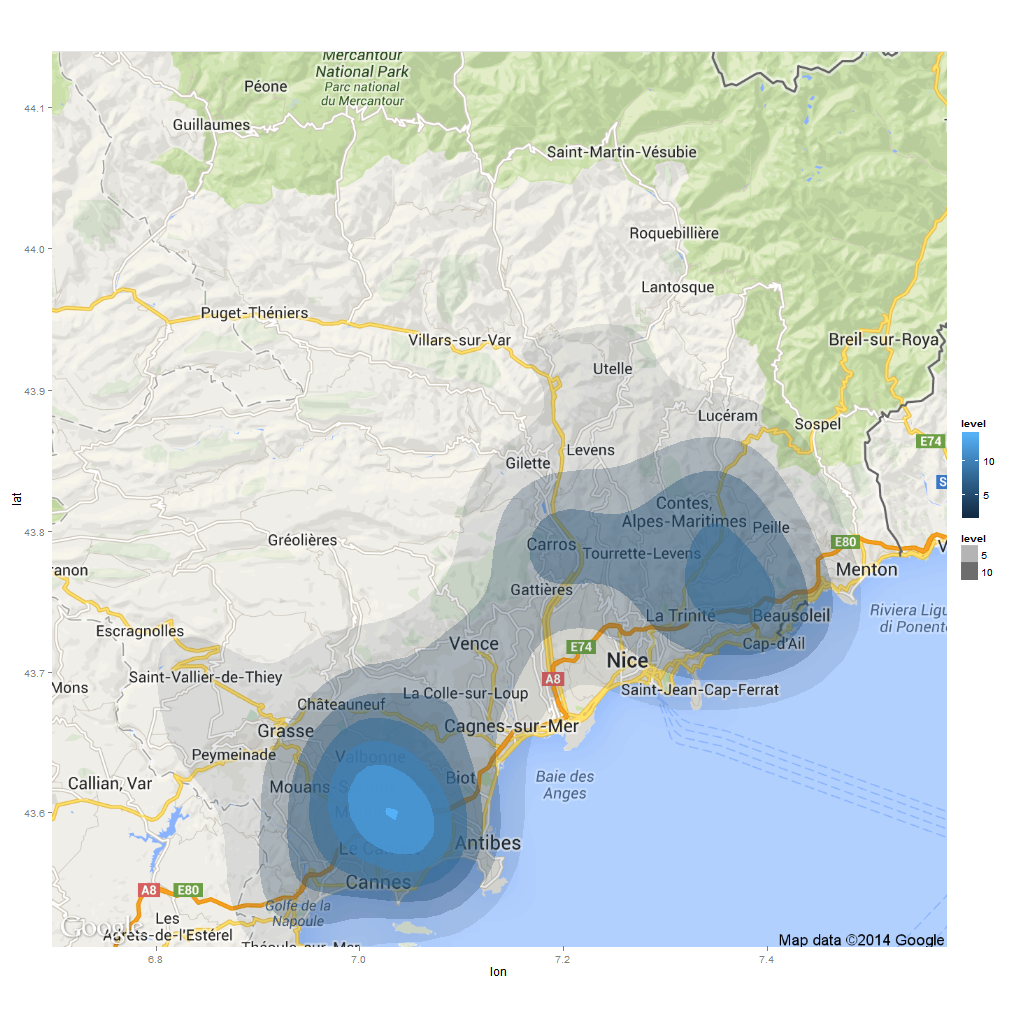 Mercantour
National Park
Parc national
du Mercantour
Péone
44.1
Guillaumes
Saint-Martin-Vésubie
Roquebillière
44.0
Lantosque
Puget-Théniers
Villars-sur-Var
Breil-sur-Roya
Utelle
43.9
Lucéram
Sospel
level
E74
Levens
Gilette
10
S
5
lat
Contes,
Alpes-Maritimes
Peille
43.8
Gréolières
Carros
Tourrette-Levens
E80
V
level
5
10
ranon
Menton
Gattières
La Trinité
Beausoleil
Riviera Ligu
di Ponente
Escragnolles
Vence
E74
Cap-d'Ail
Nice
43.7
Saint-Vallier-de-Thiey
A8
Mons
La Colle-sur-Loup
Saint-Jean-Cap-Ferrat
Châteauneuf
Grasse
Cagnes-sur-Mer
Peymeinade
Valbonne
Callian, Var
Mouans-
Biot
Baie des
Anges
43.6
M
Antibes
Le Ca
Cannes
A8
E80
Golfe de la
Napoule
Les
Adrets-de-l'Estérel
Google
Théoule-sur-Mer
Map data ©2014 Google
6.8
7.0
7.2
7.4
lon